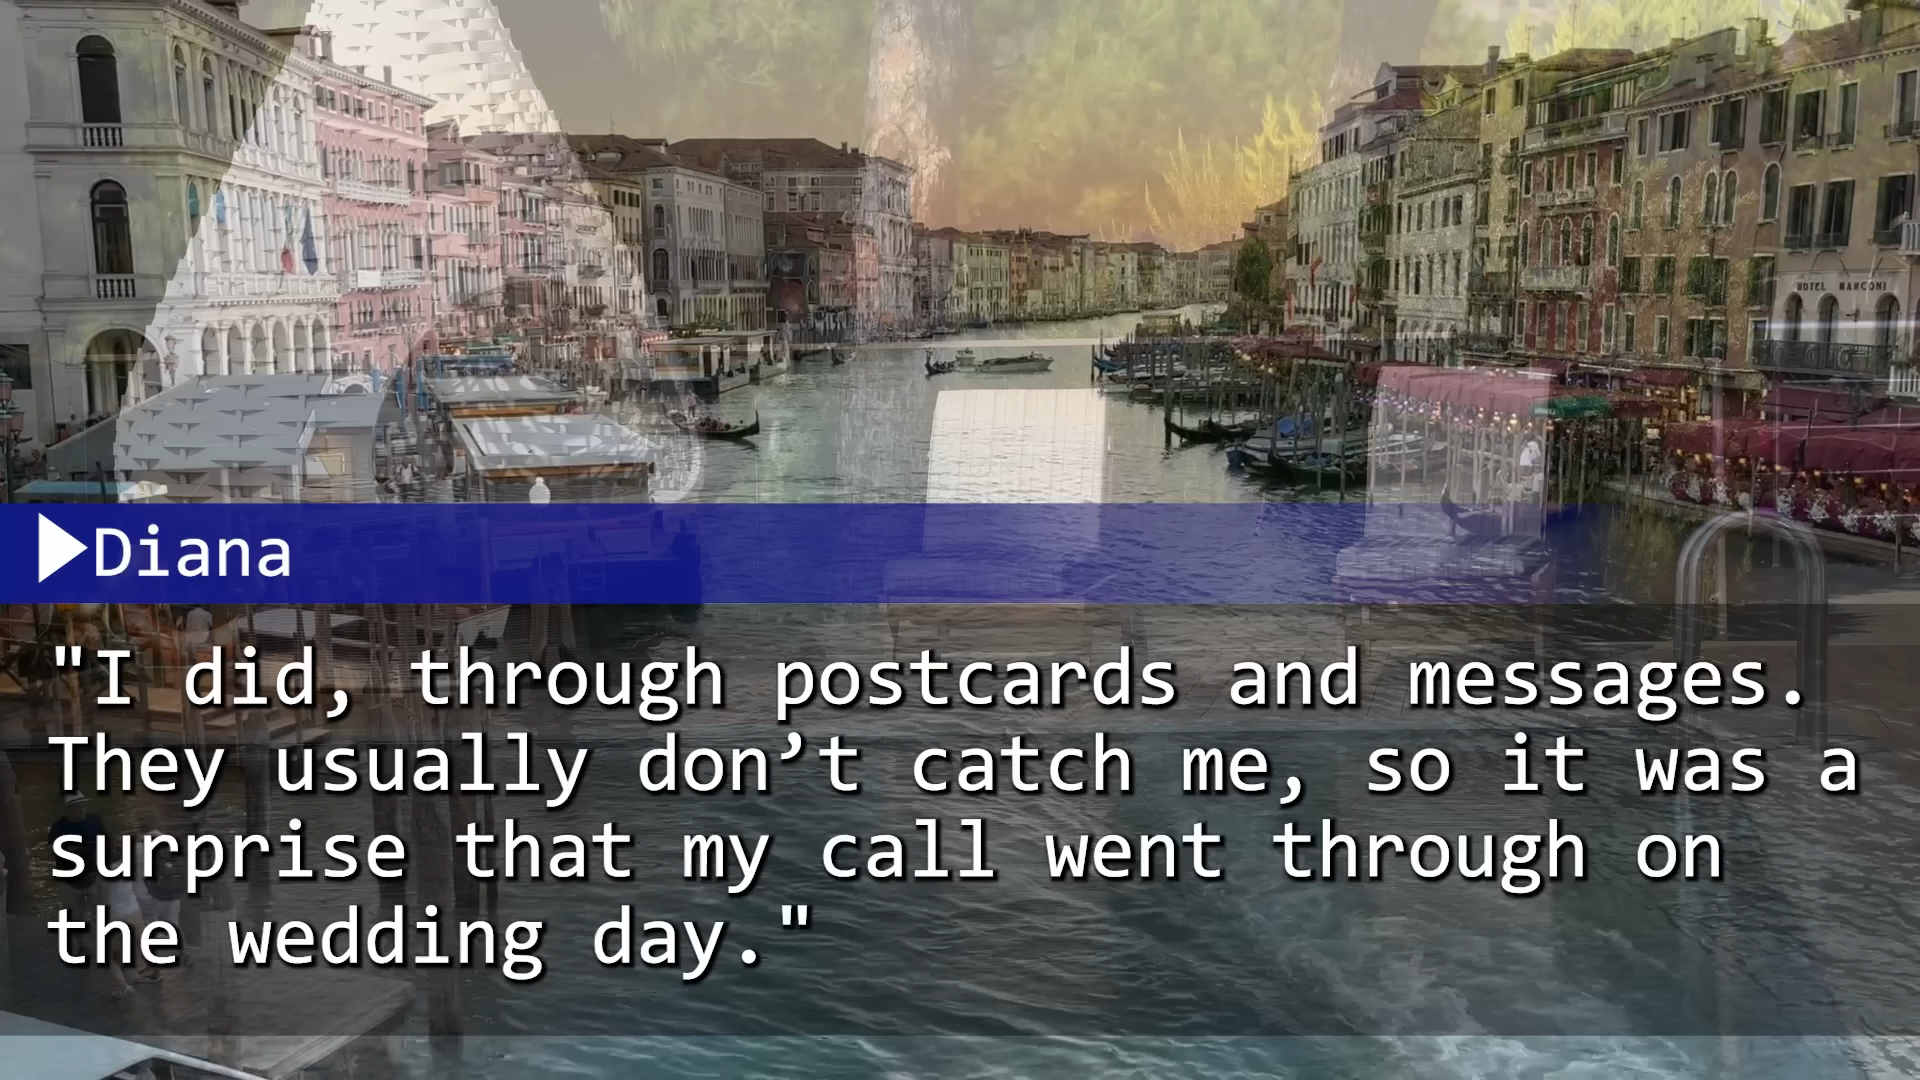 HOTEL MARCONI
Diana
"I did, through postcards and messages.
They usually don’t catch me, so it was a
surprise that my call went through on
the wedding day."